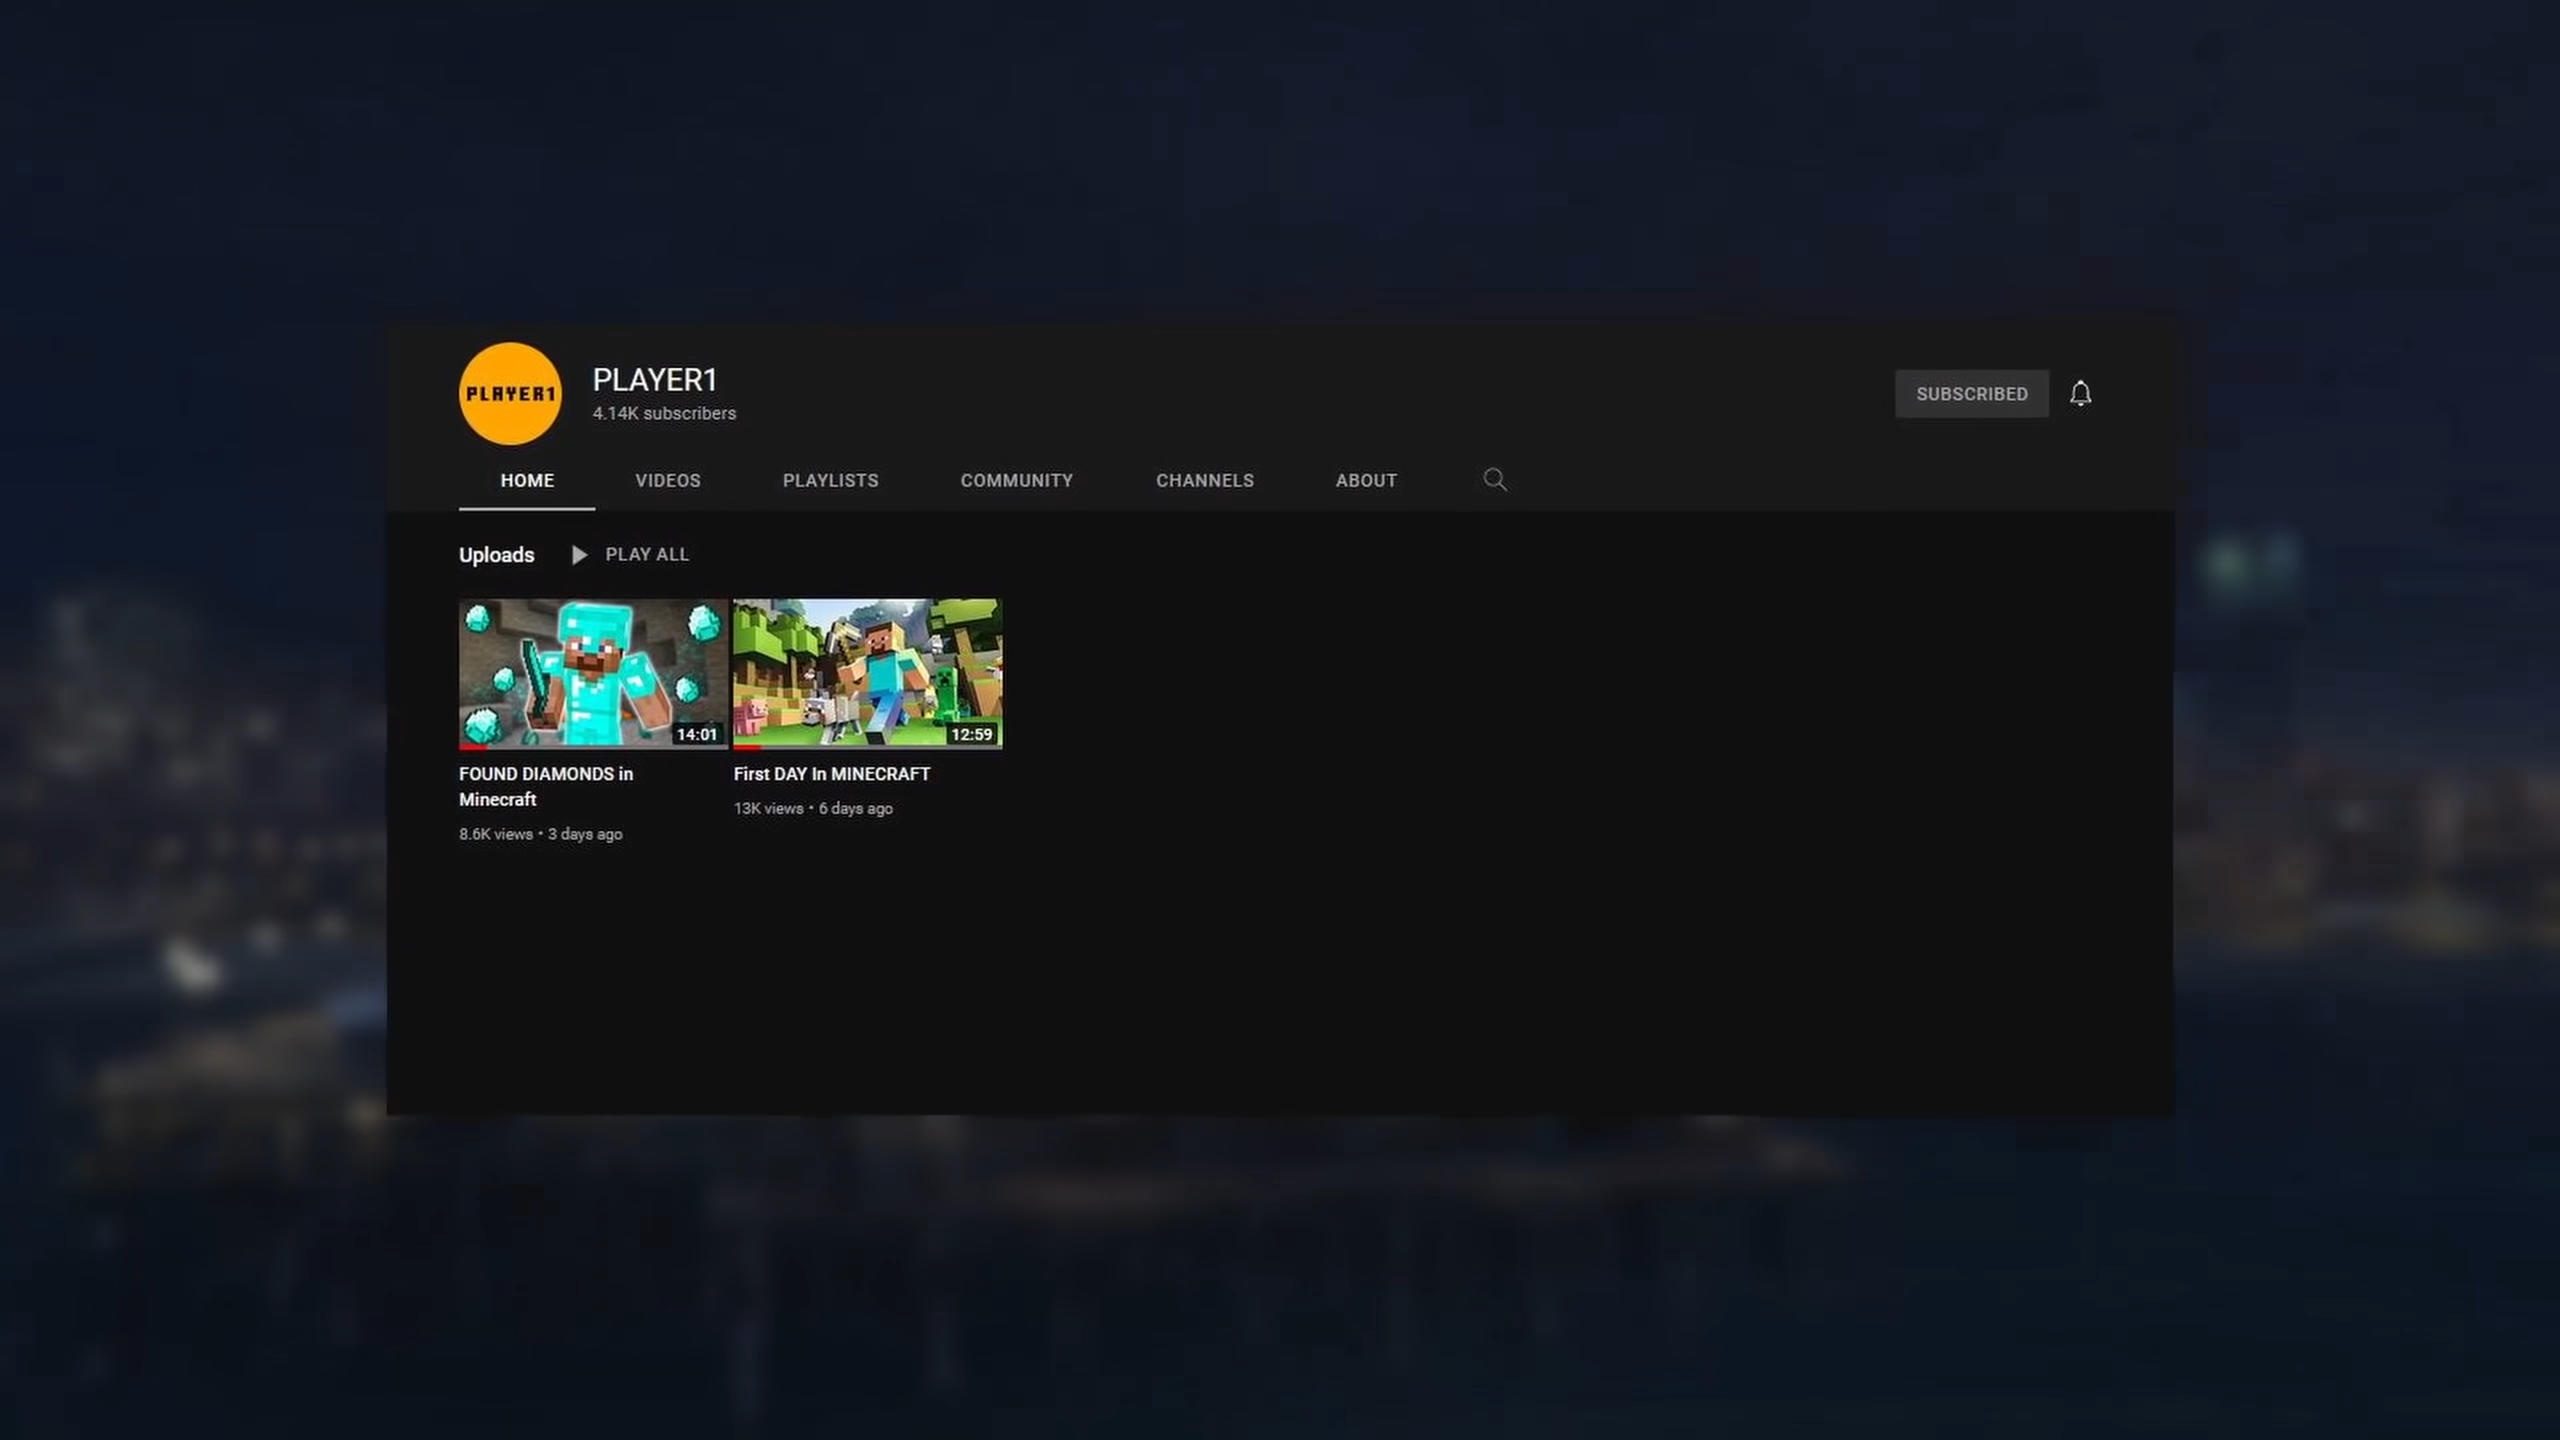 PLAYER1
PLAYER1
4.14K subscribers
SUBSCRIBED
HOME VIDEOS PLAYLISTS COMMUNITY CHANNELS ABOUT
Uploads PLAY ALL
14:01
12:59
FOUND DIAMONDS in
Minecraft
8.6K views • 3 days ago
First DAY In MINECRAFT
13K views • 6 days ago